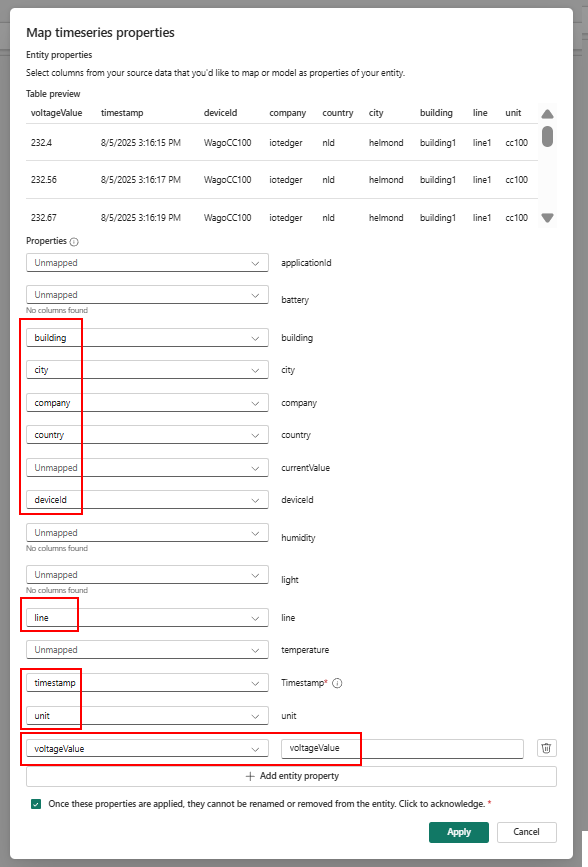 Map timeseries properties
Entity properties
Select columns from your source data that you'd like to map or model as properties of your entity.
Table preview
voltageValue timestamp deviceId company country city building line unit
232.4 8/5/2025 3:16:15 PM WagoCC100 iotedger nld helmond building1 line1 cc100
232.56 8/5/2025 3:16:17 PM WagoCC100 iotedger nld helmond building1 line1 cc100
232.67 8/5/2025 3:16:19 PM WagoCC100 iotedger nld helmond building1 line1 cc100
Properties
Unmapped applicationId
Unmapped battery
No columns found
building building
city city
company company
country country
Unmapped currentValue
deviceId deviceId
Unmapped humidity
No columns found
Unmapped light
No columns found
line line
Unmapped temperature
timestamp Timestamp*
unit unit
voltageValue voltageValue
+ Add entity property
Once these properties are applied, they cannot be renamed or removed from the entity. Click to acknowledge. *
Apply Cancel